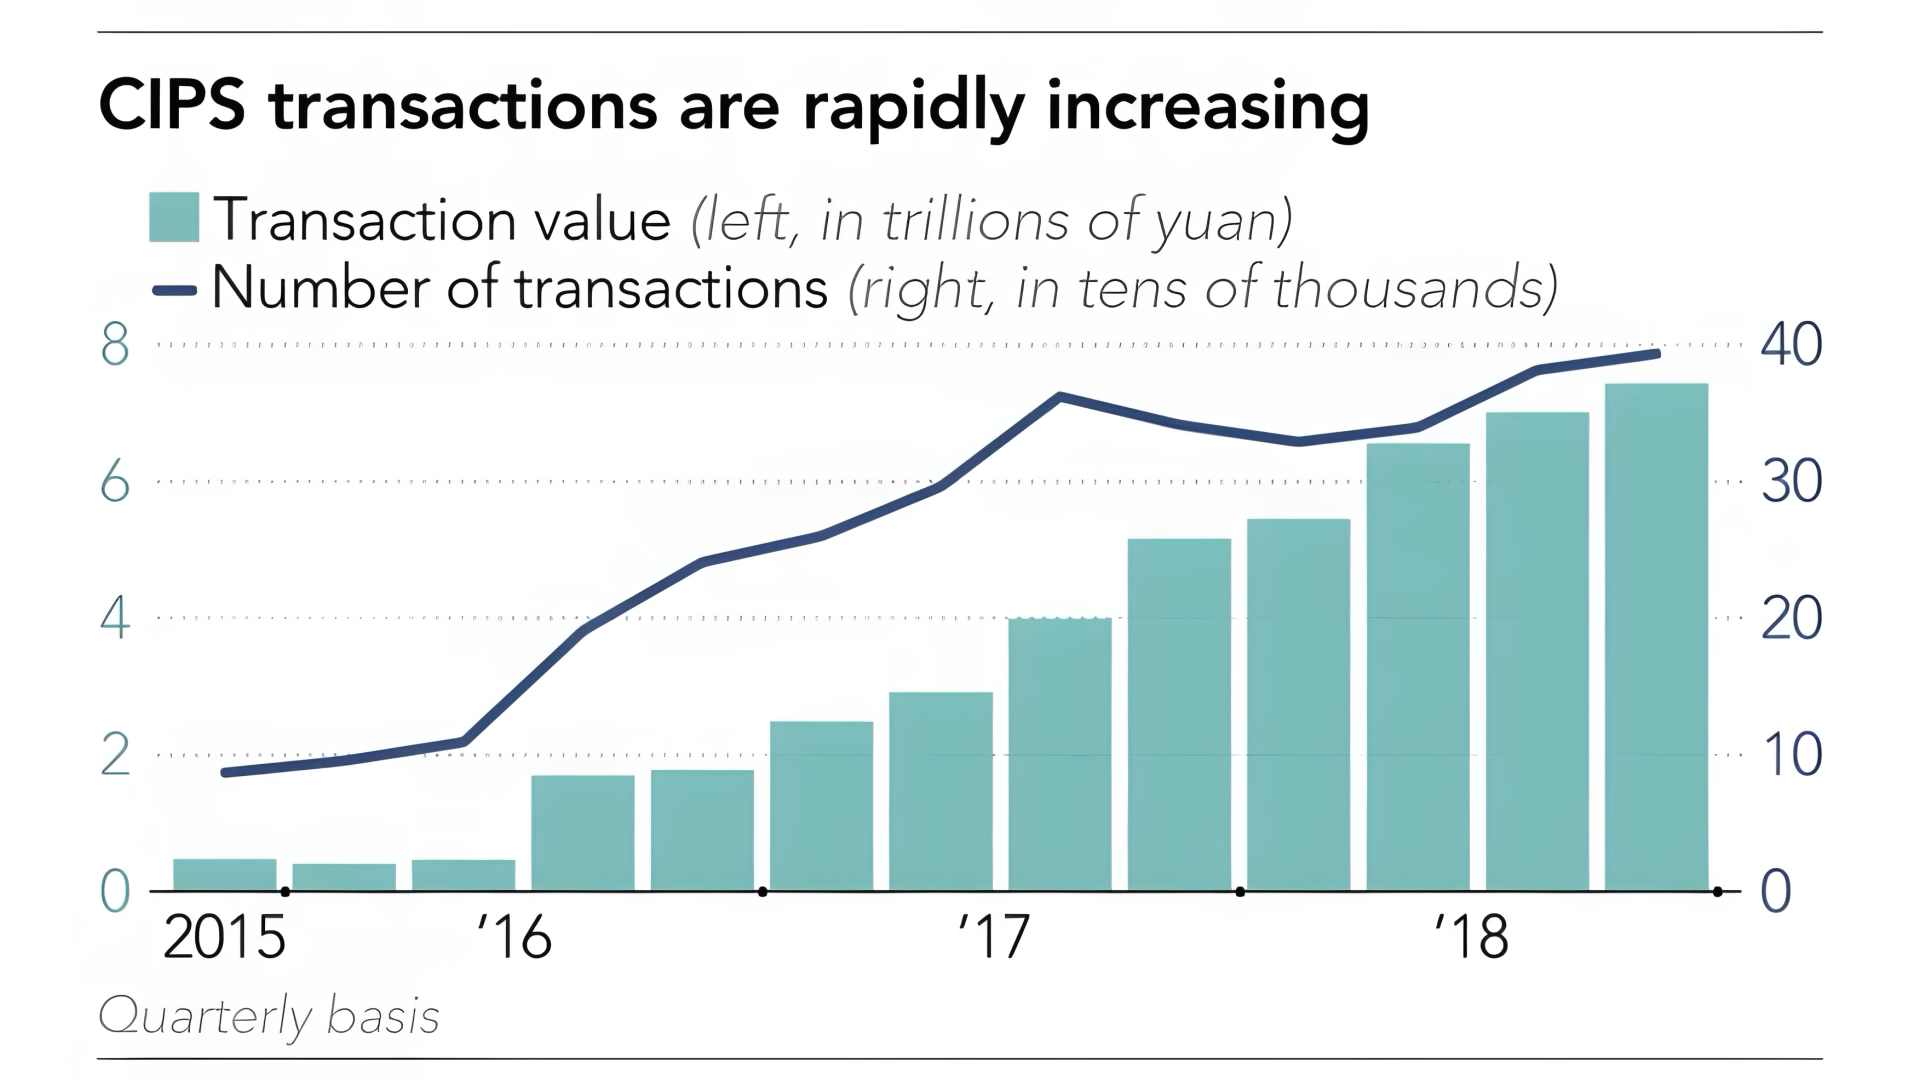 CIPS transactions are rapidly increasing
Transaction value (left, in trillions of yuan)
Number of transactions (right, in tens of thousands)
8 40
6 30
4 20
2 10
0 0
2015 '16 '17 '18
Quarterly basis